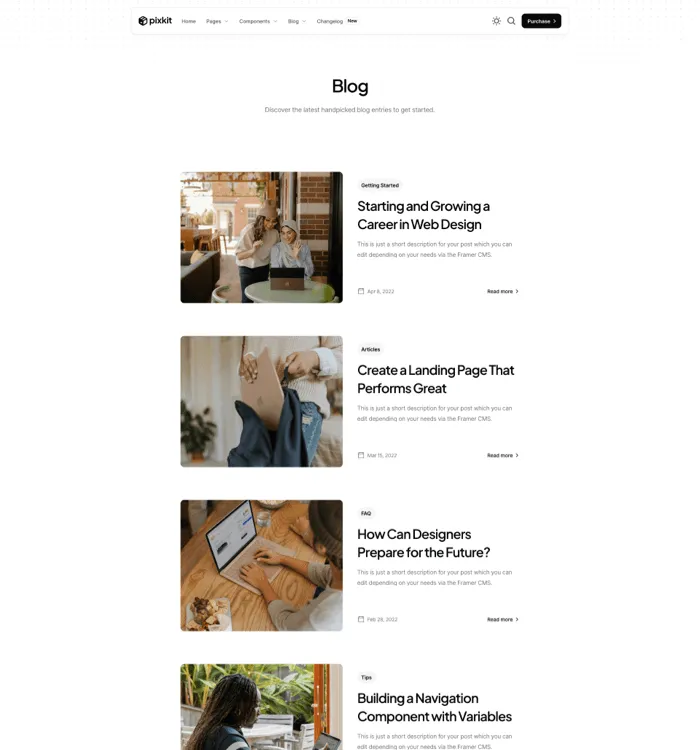 pixkit Home Pages Components Blog Changelog New Purchase
Blog
Discover the latest handpicked blog entries to get started.
Getting Started
Starting and Growing a
Career in Web Design
This is just a short description for your post which you can
edit depending on your needs via the Framer CMS.
Apr 8, 2022 Read more
Articles
Create a Landing Page That
Performs Great
This is just a short description for your post which you can
edit depending on your needs via the Framer CMS.
Mar 15, 2022 Read more
FAQ
How Can Designers
Prepare for the Future?
This is just a short description for your post which you can
edit depending on your needs via the Framer CMS.
Feb 28, 2022 Read more
Tips
Building a Navigation
Component with Variables
This is just a short description for your post which you can
edit depending on your needs via the Framer CMS.